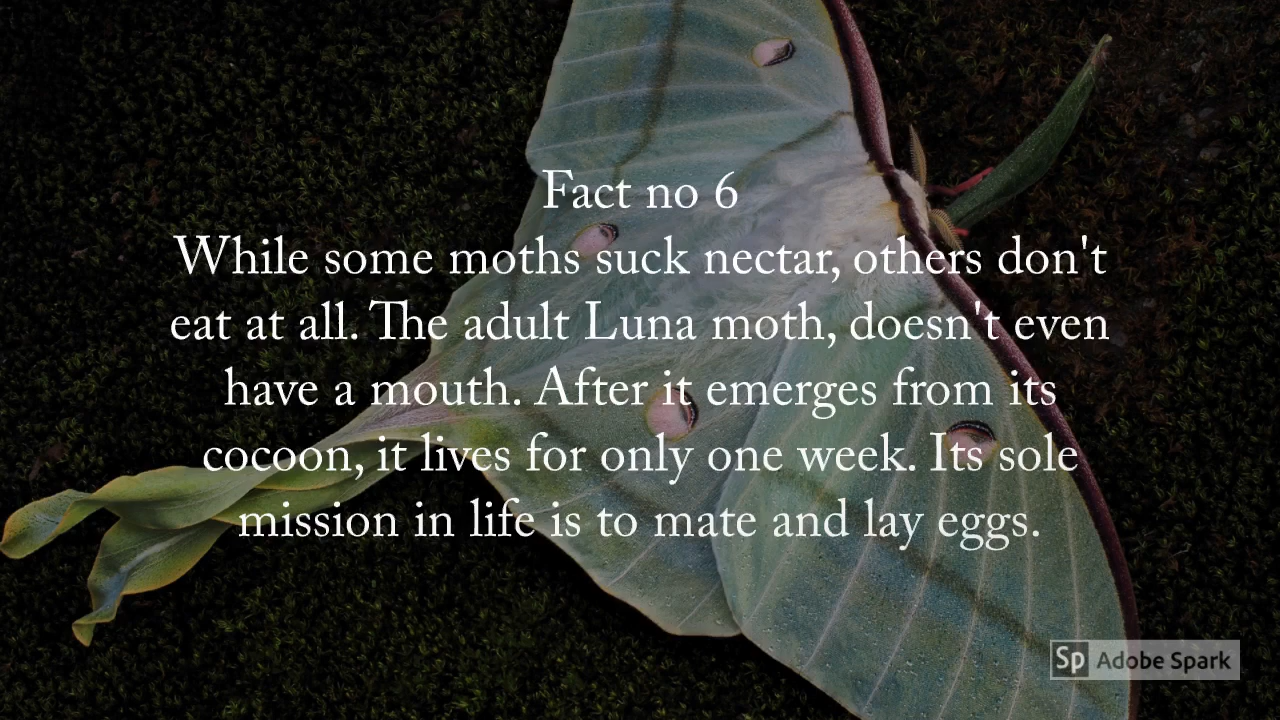 Fact no 6
While some moths suck nectar, others don't
eat at all. The adult Luna moth, doesn't even
have a mouth. After it emerges from its
cocoon, it lives for only one week. Its sole
mission in life is to mate and lay eggs.
Sp Adobe Spark